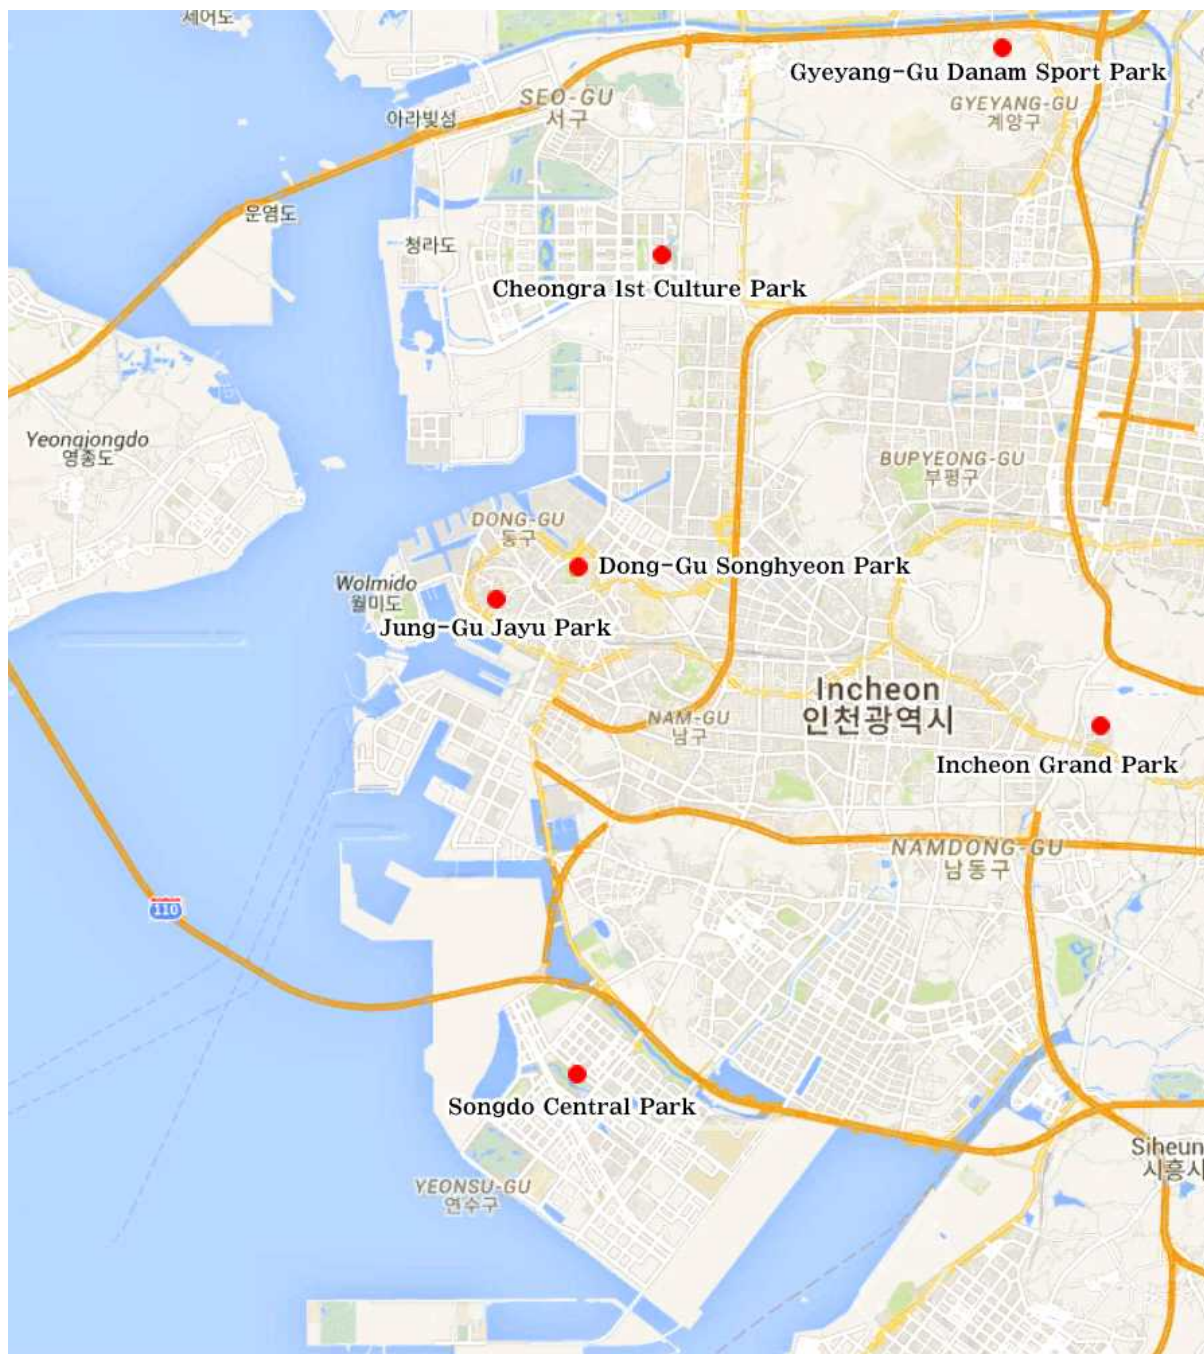 세어도
Gyeyang-Gu Danam Sport Park
SEO-GU
서구
GYEYANG-GU
계양구
아라빛섬
운염도
청라도
Cheongra 1st Culture Park
Yeongjongdo
영종도
BUPYEONG-GU
부평구
DONG-GU
동구
Dong-Gu Songhyeon Park
Wolmido
월미도
Jung-Gu Jayu Park
Incheon
인천광역시
NAM-GU
남구
Incheon Grand Park
NAMDONG-GU
남동구
110
Songdo Central Park
Siheun
시흥시
YEONSU-GU
연수구